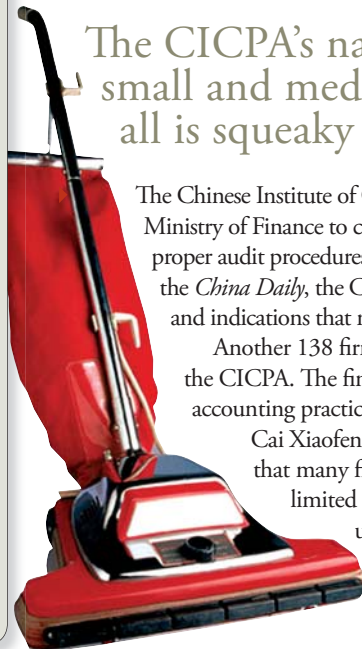 The CICPA's na
small and med
all is squeaky
The Chinese Institute of
Ministry of Finance to c
proper audit procedures
the China Daily, the C
and indications that
Another 138 fir
the CICPA. The fin
accounting practic
Cai Xiaofen
that many f
limited
u